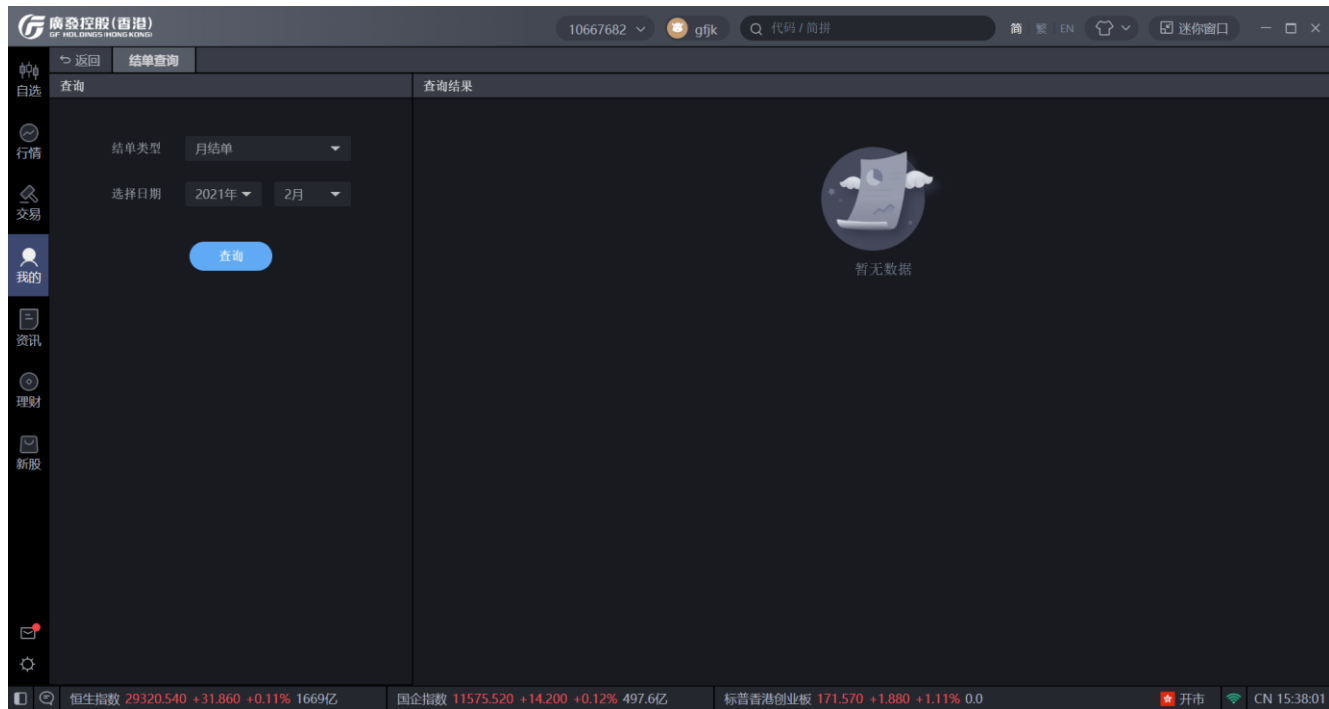 廣發控股(香港)
GF HOLDINGS(HONG KONG)
10667682
gfjk
代码 / 简拼
简 繁 EN
迷你窗口
自选
行情
交易
我的
资讯
理财
新股
返回
结单查询
查询
结单类型
月结单
选择日期
2021年
2月
查询
查询结果
暂无数据
恒生指数 29320.540 +31.860 +0.11% 1669亿
国企指数 11575.520 +14.200 +0.12% 497.6亿
标普香港创业板 171.570 +1.880 +1.11% 0.0
开市
CN 15:38:01